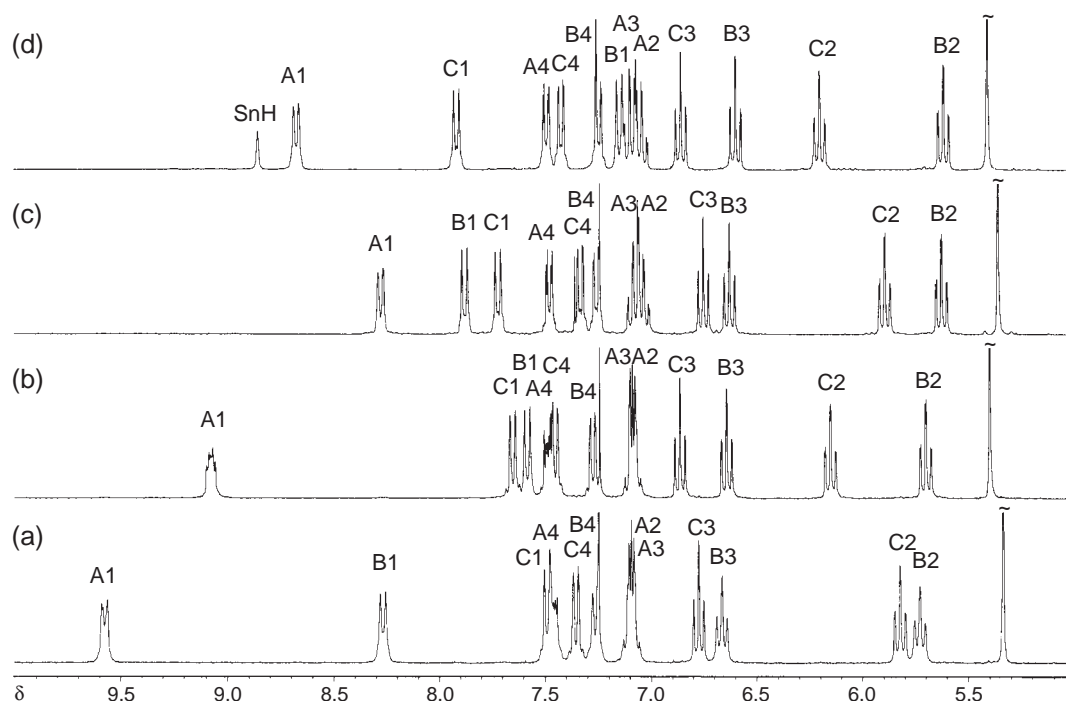 (d) SnH A1 C1 A4 C4 B4 B1 A3 A2 C3 B3 C2 B2 ~
(c) A1 B1 C1 A4 C4 B4 A3 A2 C3 B3 C2 B2 ~
(b) A1 C1 B1 A4 C4 B4 A3 A2 C3 B3 C2 B2 ~
(a) A1 B1 C1 A4 C4 B4 A2 A3 C3 B3 C2 B2 ~
δ 9.5 9.0 8.5 8.0 7.5 7.0 6.5 6.0 5.5